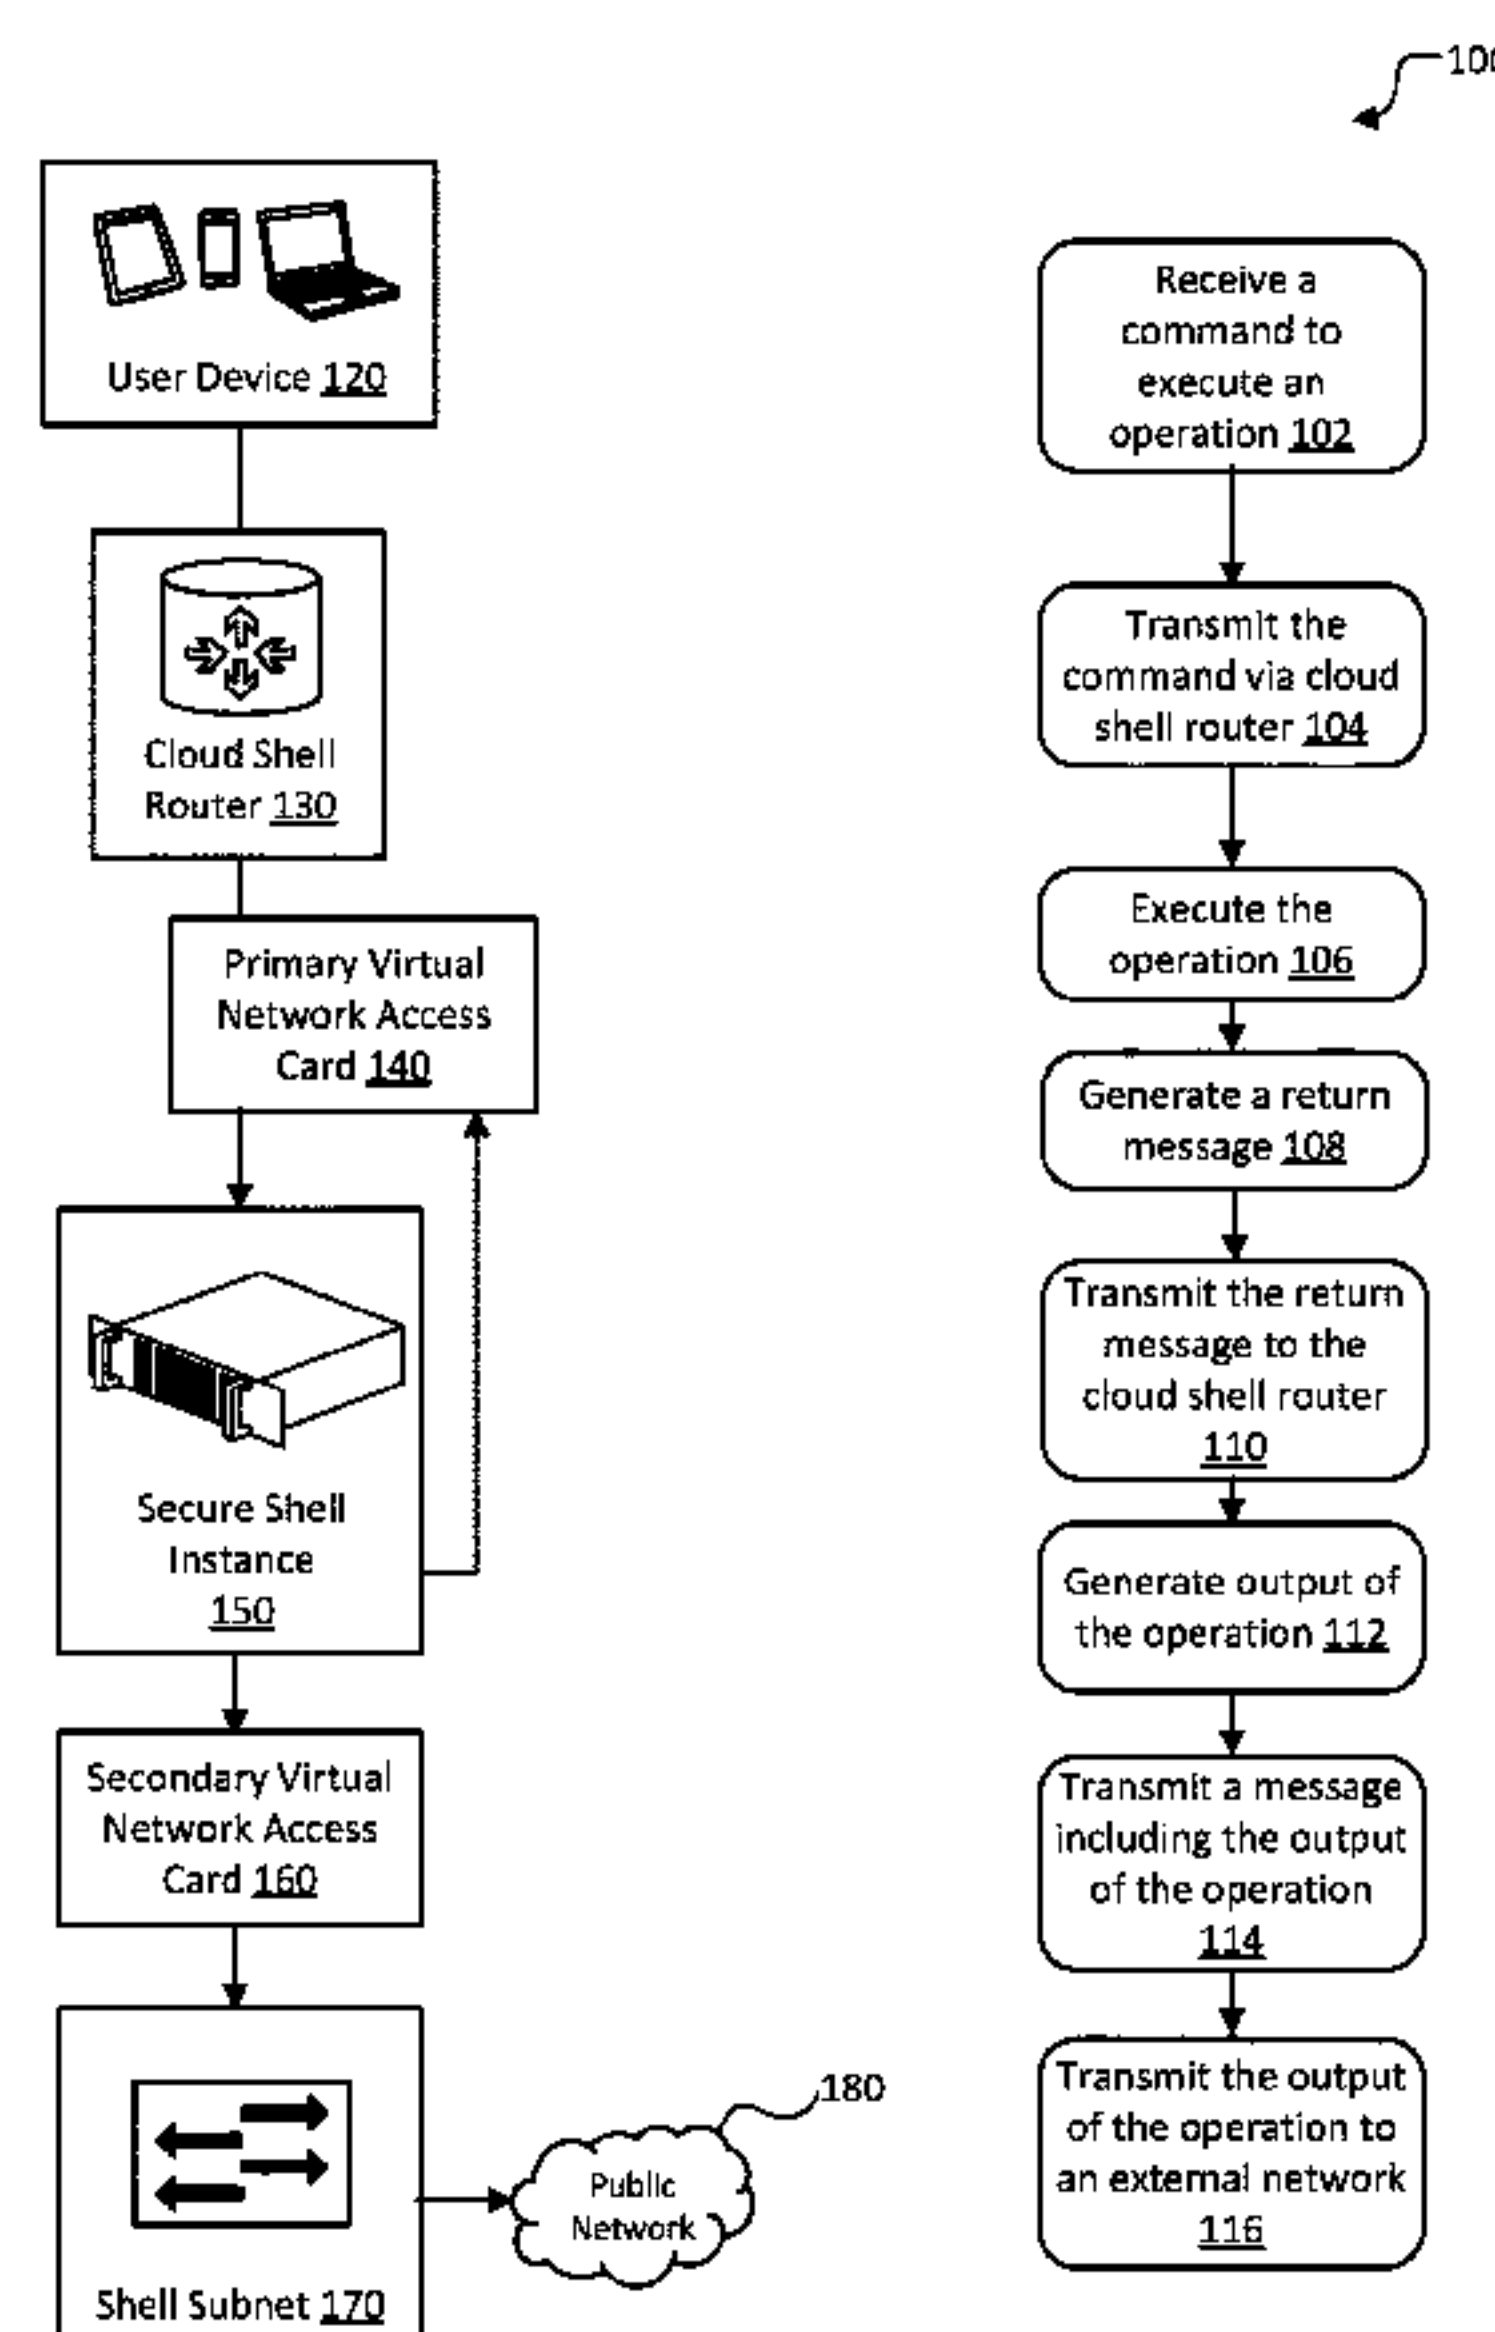 100
User Device 120
Cloud Shell
Router 130
Primary Virtual
Network Access
Card 140
Secure Shell
Instance
150
Secondary Virtual
Network Access
Card 160
Shell Subnet 170
180
Public
Network
Receive a
command to
execute an
operation 102
Transmit the
command via cloud
shell router 104
Execute the
operation 106
Generate a return
message 108
Transmit the return
message to the
cloud shell router
110
Generate output of
the operation 112
Transmit a message
including the output
of the operation
114
Transmit the output
of the operation to
an external network
116